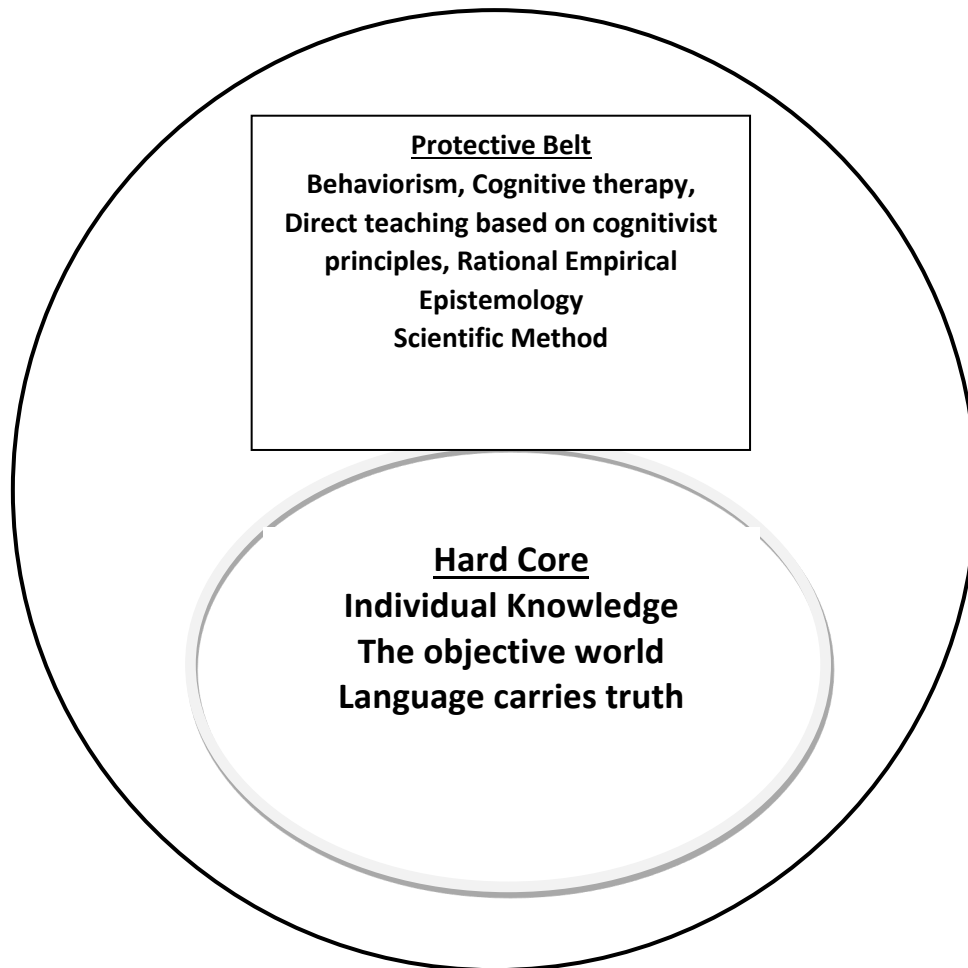 Protective Belt
Behaviorism, Cognitive therapy,
Direct teaching based on cognitivist
principles, Rational Empirical
Epistemology
Scientific Method
Hard Core
Individual Knowledge
The objective world
Language carries truth